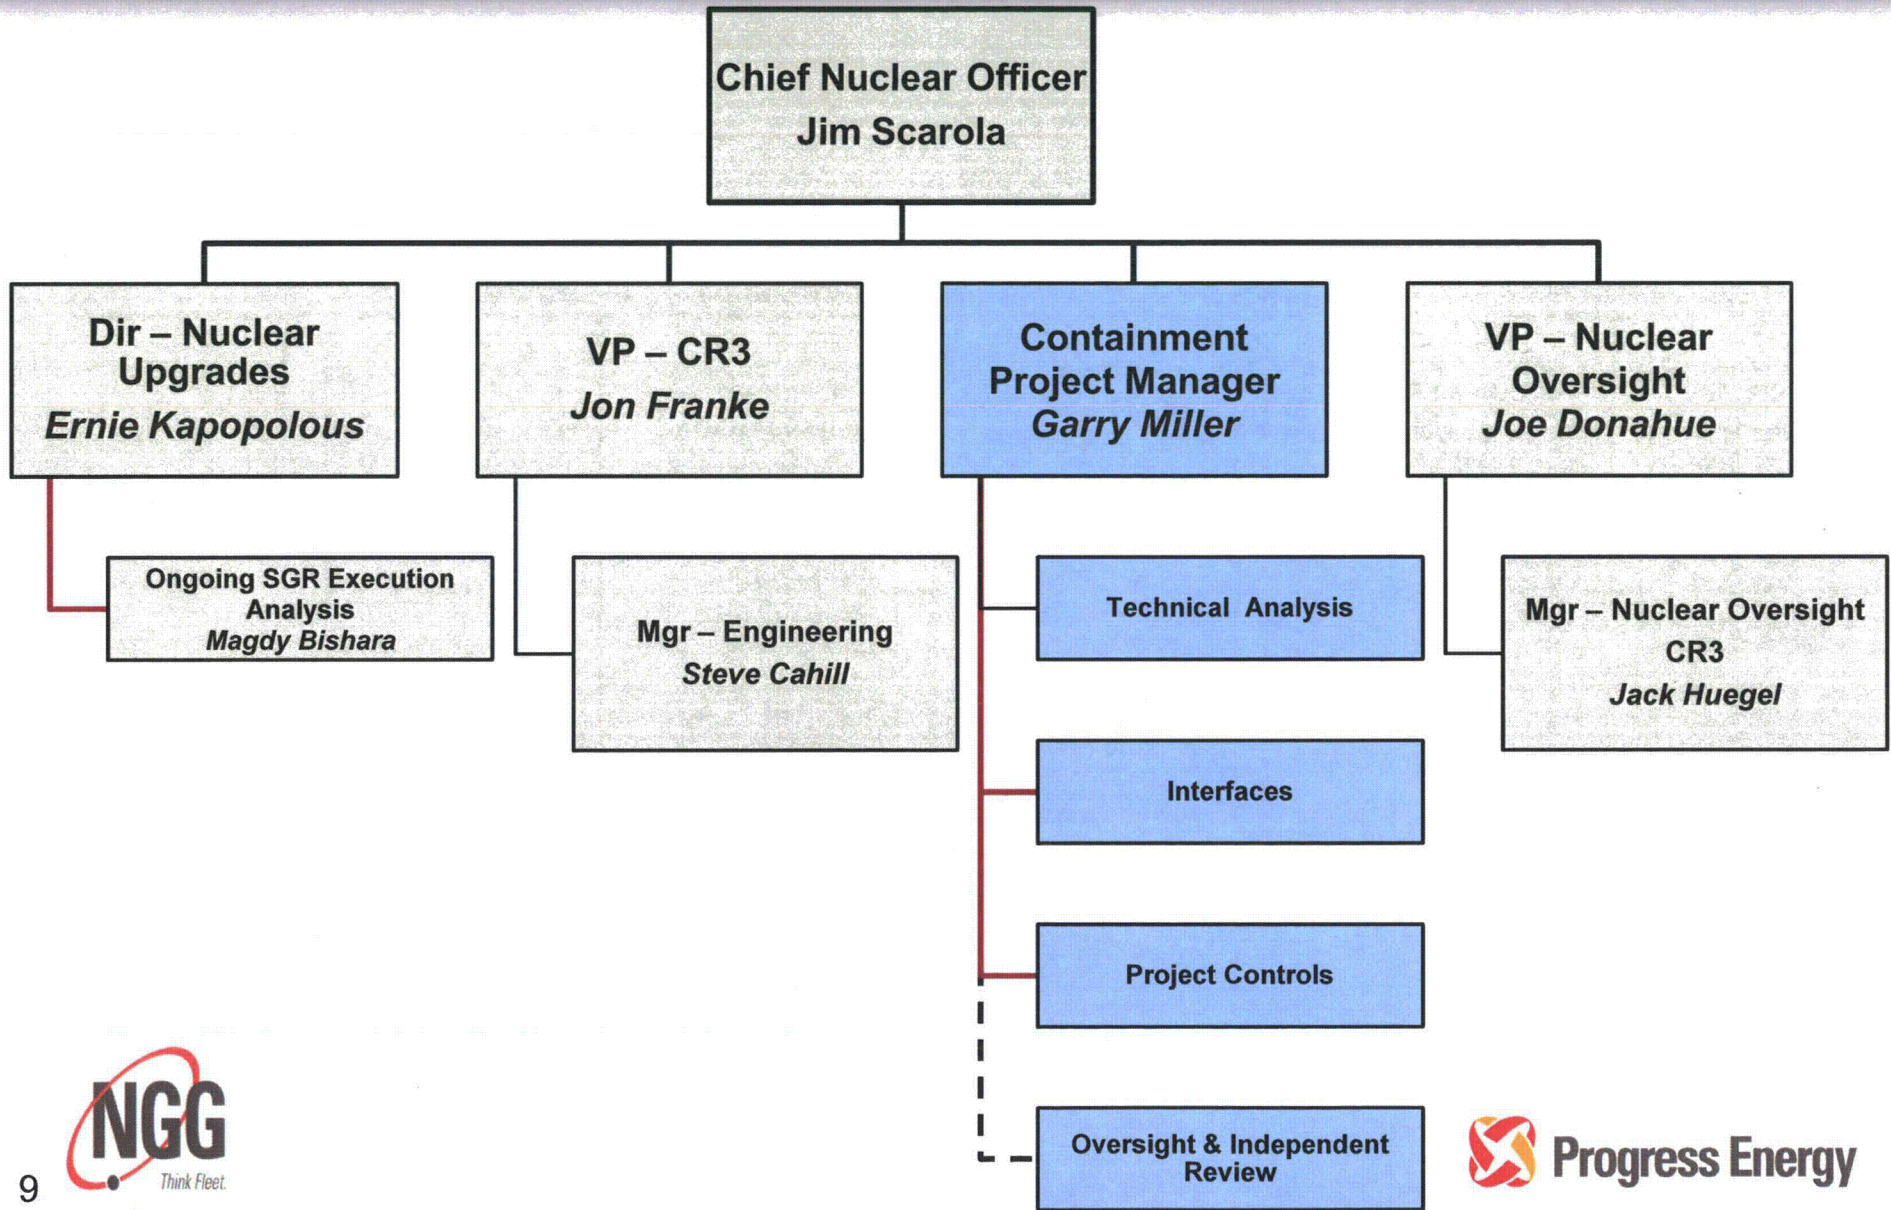 Chief Nuclear Officer
Jim Scarola
Dir – Nuclear
Upgrades
Ernie Kapopolous
VP – CR3
Jon Franke
Containment
Project Manager
Garry Miller
VP – Nuclear
Oversight
Joe Donahue
Ongoing SGR Execution
Analysis
Magdy Bishara
Mgr – Engineering
Steve Cahill
Technical Analysis
Mgr – Nuclear Oversight
CR3
Jack Huegel
Interfaces
Project Controls
Oversight & Independent
Review
NGG
Think Fleet.
Progress Energy
9